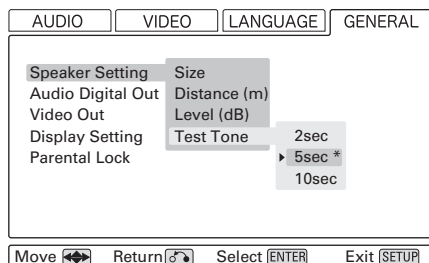 AUDIO VIDEO LANGUAGE GENERAL
Speaker Setting Size
Audio Digital Out Distance (m)
Video Out Level (dB)
Display Setting Test Tone 2sec
Parental Lock 5sec *
10sec
Move Return Select ENTER Exit SETUP